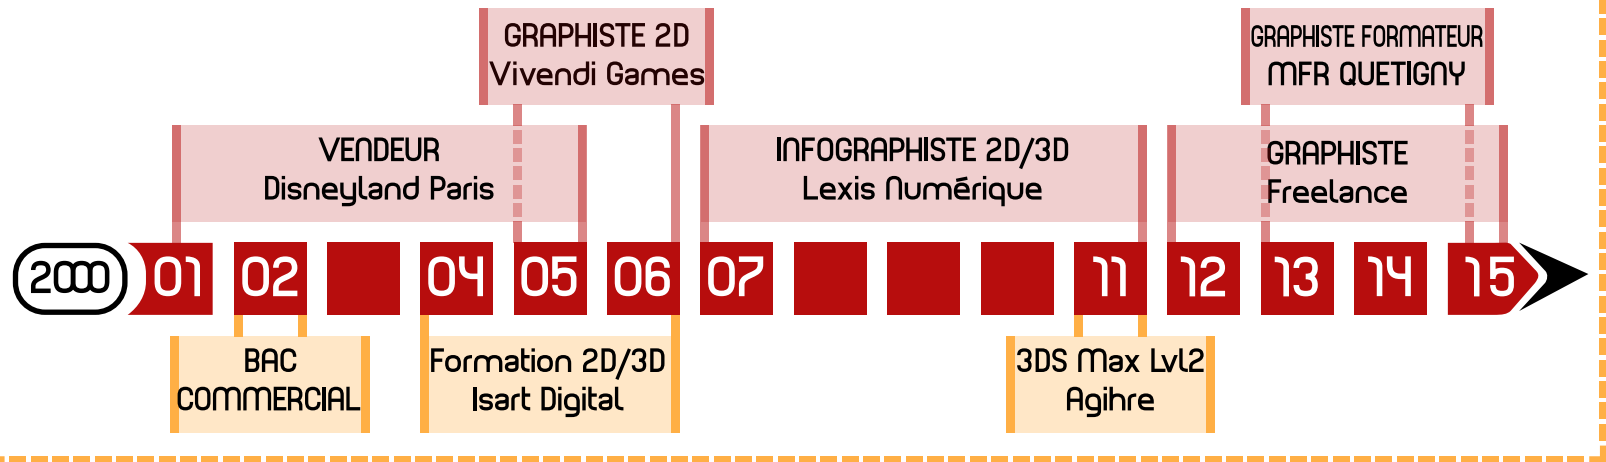 GRAPHISTE 2D
Vivendi Games
GRAPHISTE FORMATEUR
MFR QUETIGNY
VENDEUR
Disneyland Paris
INFOGRAPHISTE 2D/3D
Lexis Numérique
GRAPHISTE
Freelance
2000 01 02 04 05 06 07 11 12 13 14 15
BAC
COMMERCIAL
Formation 2D/3D
Isart Digital
3DS Max Lvl2
Agihre